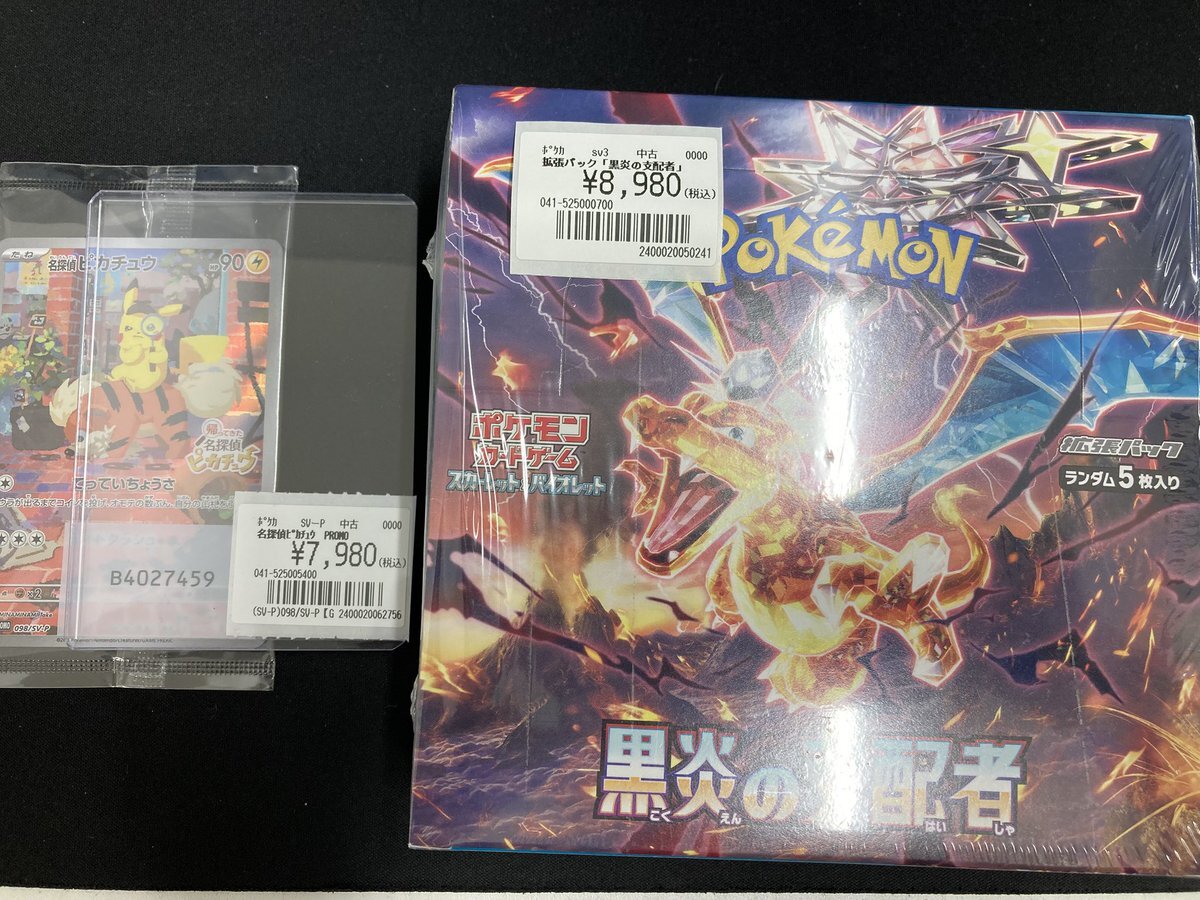 たね
名探偵ピカチュウ
HP 90
帰ってきた
名探偵
ピカチュウ
てっていちょうさ
B4027459
098/SV-P
ポケカ SV-P 中古 0000
名探偵ピカチュウ PROMO
¥7,980(税込)
041-525005400
(SV-P)098/SV-P【G 2400020062756
ポケカ sv3 中古 0000
拡張パック「黒炎の支配者」
¥8,980(税込)
041-525000700
2400020050241
POKÉMON
ポケモン
カードゲーム
スカーレット&バイオレット
拡張パック
ランダム5枚入り
黒炎の 配者
こく えん はい しゃ